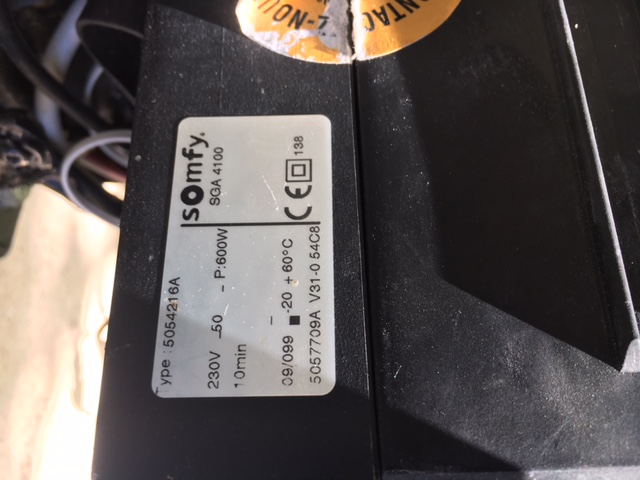 CONTACT
somfy.
SGA 4100
138
CE
Type : 5054216A
230V ~50 - P:600W
10min -
09/099 ■ -20 +60°C
5057709A V31-0 54C8